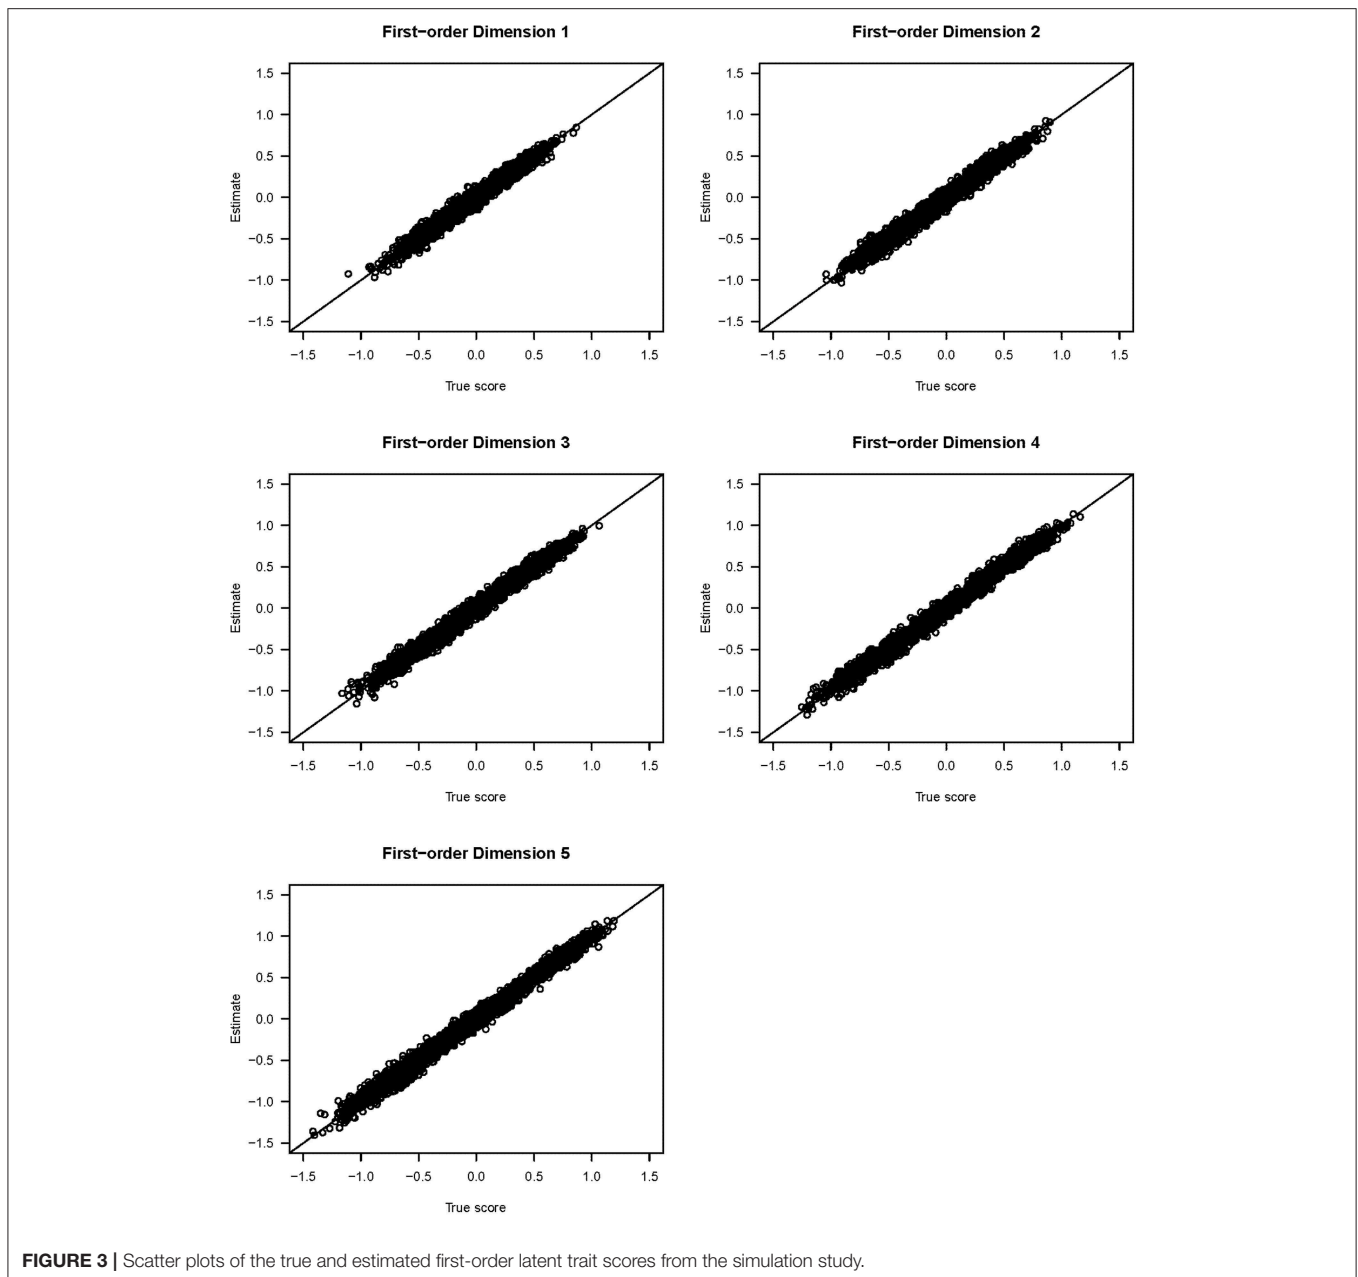 First−order Dimension 1
First−order Dimension 2
1.5
1.0
0.5
0.0
−0.5
−1.0
−1.5
Estimate
−1.5 −1.0 −0.5 0.0 0.5 1.0 1.5
True score
1.5
1.0
0.5
0.0
−0.5
−1.0
−1.5
Estimate
−1.5 −1.0 −0.5 0.0 0.5 1.0 1.5
True score
First−order Dimension 3
First−order Dimension 4
1.5
1.0
0.5
0.0
−0.5
−1.0
−1.5
Estimate
−1.5 −1.0 −0.5 0.0 0.5 1.0 1.5
True score
1.5
1.0
0.5
0.0
−0.5
−1.0
−1.5
Estimate
−1.5 −1.0 −0.5 0.0 0.5 1.0 1.5
True score
First−order Dimension 5
1.5
1.0
0.5
0.0
−0.5
−1.0
−1.5
Estimate
−1.5 −1.0 −0.5 0.0 0.5 1.0 1.5
True score
FIGURE 3 | Scatter plots of the true and estimated first-order latent trait scores from the simulation study.